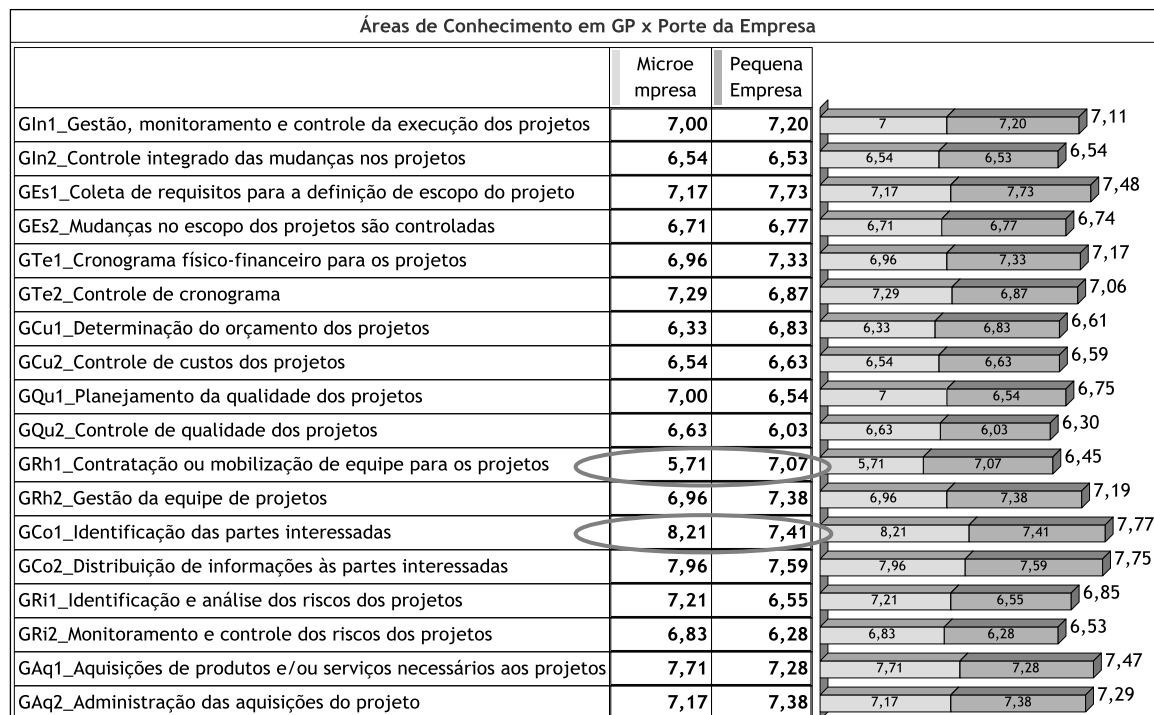 Áreas de Conhecimento em GP x Porte da Empresa
Microe Pequena
mpresa Empresa
GIn1_Gestão, monitoramento e controle da execução dos projetos 7,00 7,20 7 7,20 7,11
GIn2_Controle integrado das mudanças nos projetos 6,54 6,53 6,54 6,53 6,54
GEs1_Coleta de requisitos para a definição de escopo do projeto 7,17 7,73 7,17 7,73 7,48
GEs2_Mudanças no escopo dos projetos são controladas 6,71 6,77 6,71 6,77 6,74
GTe1_Cronograma físico-financeiro para os projetos 6,96 7,33 6,96 7,33 7,17
GTe2_Controle de cronograma 7,29 6,87 7,29 6,87 7,06
GCu1_Determinação do orçamento dos projetos 6,33 6,83 6,33 6,83 6,61
GCu2_Controle de custos dos projetos 6,54 6,63 6,54 6,63 6,59
GQu1_Planejamento da qualidade dos projetos 7,00 6,54 7 6,54 6,75
GQu2_Controle de qualidade dos projetos 6,63 6,03 6,63 6,03 6,30
GRh1_Contratação ou mobilização de equipe para os projetos 5,71 7,07 5,71 7,07 6,45
GRh2_Gestão da equipe de projetos 6,96 7,38 6,96 7,38 7,19
GCo1_Identificação das partes interessadas 8,21 7,41 8,21 7,41 7,77
GCo2_Distribuição de informações às partes interessadas 7,96 7,59 7,96 7,59 7,75
GRi1_Identificação e análise dos riscos dos projetos 7,21 6,55 7,21 6,55 6,85
GRi2_Monitoramento e controle dos riscos dos projetos 6,83 6,28 6,83 6,28 6,53
GAq1_Aquisições de produtos e/ou serviços necessários aos projetos 7,71 7,28 7,71 7,28 7,47
GAq2_Administração das aquisições do projeto 7,17 7,38 7,17 7,38 7,29